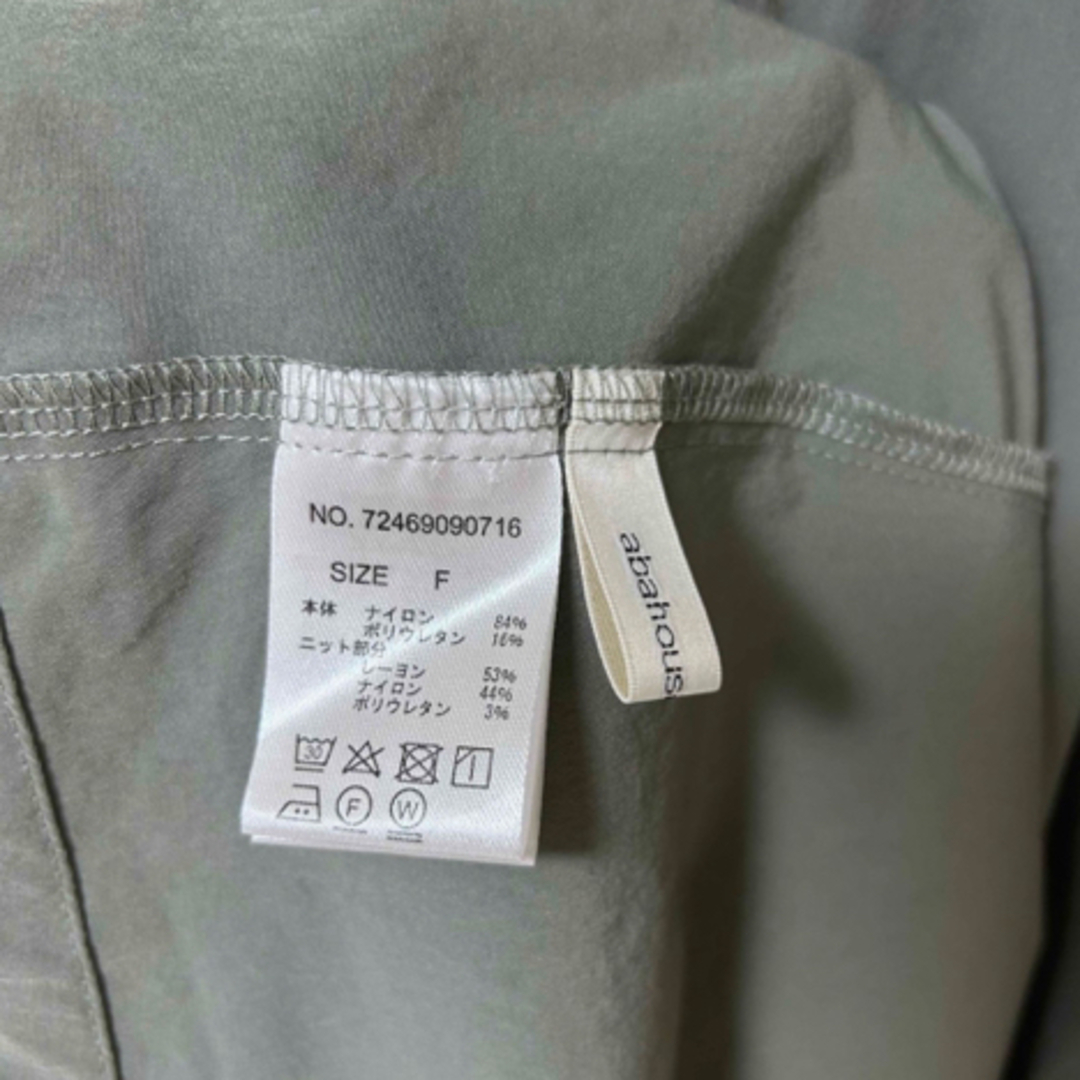 NO. 72469090716
SIZE F
本体 ナイロン 84%
ポリウレタン 16%
ニット部分
レーヨン 53%
ナイロン 44%
ポリウレタン 3%
30
F W
abahous